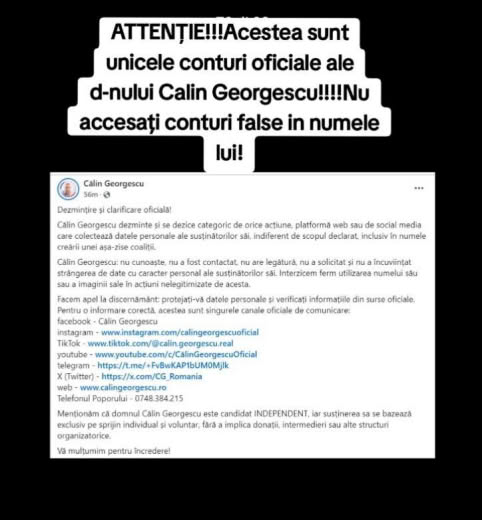 ATTENȚIE!!!Acestea sunt
unicele conturi oficiale ale
d-nului Calin Georgescu!!!!Nu
accesați conturi false in numele
lui!
Călin Georgescu
56m
Dezmințire și clarificare oficială!
Călin Georgescu dezminte și se dezice categoric de orice acțiune, platformă web sau de social media
care colectează datele personale ale susținătorilor săi, indiferent de scopul declarat, inclusiv în numele
creării unei așa-zise coaliții.
Călin Georgescu: nu cunoaște, nu a fost contactat, nu are legătură, nu a solicitat și nu a încuviințat
strângerea de date cu caracter personal ale susținătorilor săi. Interzicem ferm utilizarea numelui său
sau a imaginii sale în acțiuni nelegitimizate de acesta.
Facem apel la discernământ: protejați-vă datele personale și verificați informațiile din surse oficiale.
Pentru o informare corectă, acestea sunt singurele canale oficiale de comunicare:
facebook - Călin Georgescu
instagram - www.instagram.com/calingeorgescuoficial
TikTok - www.tiktok.com/@calin.georgescu.real
youtube - www.youtube.com/c/CălinGeorgescuOficial
telegram - https://t.me/+FvBwKAP1bUM0Mjlk
X (Twitter) - https://x.com/CG_Romania
web - www.calingeorgescu.ro
Telefonul Poporului - 0748.384.215
Menționăm că domnul Călin Georgescu este candidat INDEPENDENT, iar susținerea sa se bazează
exclusiv pe sprijin individual și voluntar, fără a implica donații, intermedieri sau alte structuri
organizatorice.
Vă mulțumim pentru încredere!